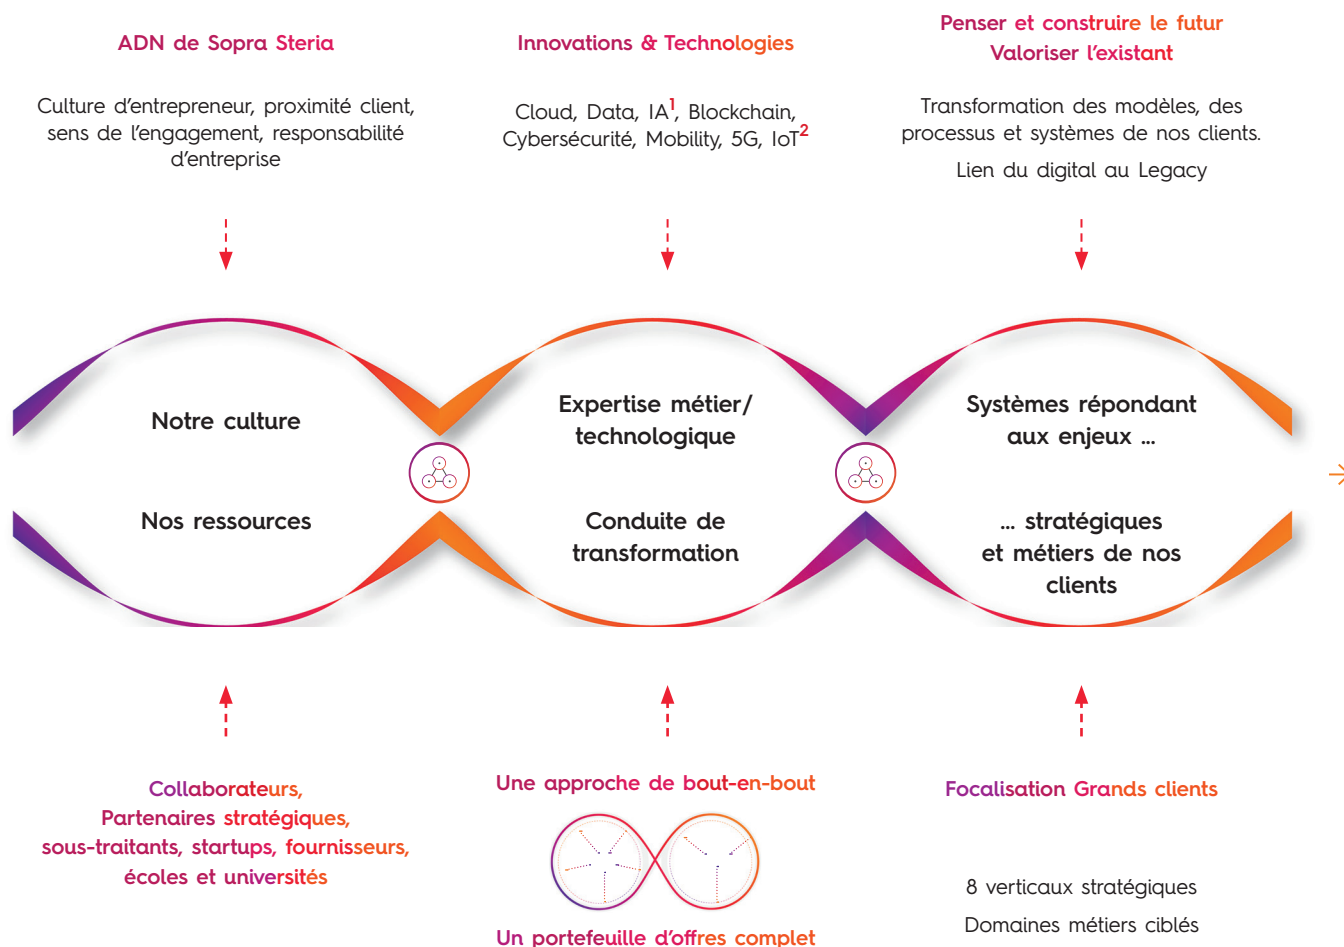 ADN de Sopra Steria
Culture d'entrepreneur, proximité client,
sens de l'engagement, responsabilité
d'entreprise
Innovations & Technologies
Cloud, Data, IA1, Blockchain,
Cybersécurité, Mobility, 5G, IoT2
Penser et construire le futur
Valoriser l'existant
Transformation des modèles, des
processus et systèmes de nos clients.
Lien du digital au Legacy
Notre culture
Nos ressources
Expertise métier/
technologique
Conduite de
transformation
Systèmes répondant
aux enjeux ...
... stratégiques
et métiers de nos
clients
Collaborateurs,
Partenaires stratégiques,
sous-traitants, startups, fournisseurs,
écoles et universités
Une approche de bout-en-bout
Un portefeuille d'offres complet
Focalisation Grands clients
8 verticaux stratégiques
Domaines métiers ciblés